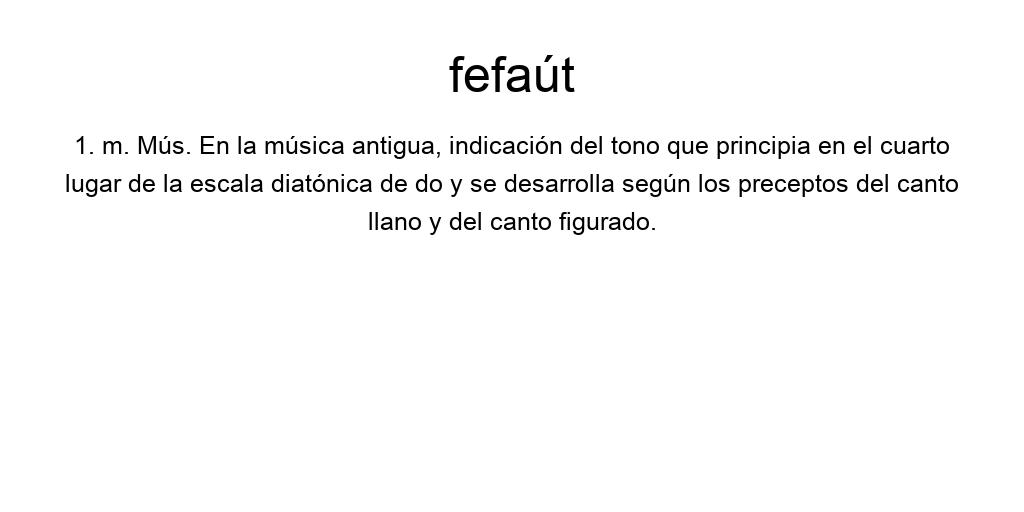 fefaút
1. m. Mús. En la música antigua, indicación del tono que principia en el cuarto
lugar de la escala diatónica de do y se desarrolla según los preceptos del canto
llano y del canto figurado.